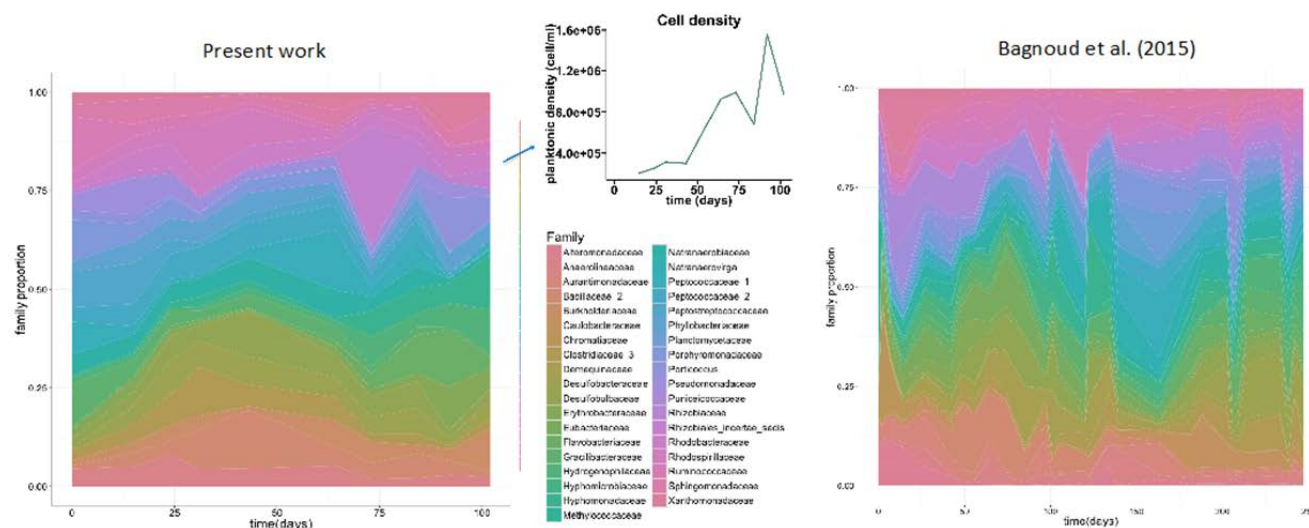 Present work
1.00
0.75
0.50
0.25
0.00
family proportion
0
25
50
75
100
time(days)
Cell density
1.6e+06
1.2e+06
8.0e+05
4.0e+05
planktonic density (cell/ml)
0 25 50 75 100
time (days)
Family
Alteromonadaceae
Anaerolineaceae
Aurantimonadaceae
Bacillaceae 2
Burkholderiaceae
Caulobacteraceae
Chromatiaceae
Clostridiaceae 3
Demequinaceae
Desulfobacteraceae
Desulfobulbaceae
Erythrobacteraceae
Eubacteriaceae
Flavobacteriaceae
Gracilibacteraceae
Hydrogenophilaceae
Hyphomicrobiaceae
Hyphomonadaceae
Methylococcaceae
Natranaerobiaceae
Natranaerovirga
Peptococcaceae 1
Peptococcaceae 2
Peptostreptococcaceae
Phyllobacteriaceae
Planctomycetaceae
Porphyromonadaceae
Porticoccus
Pseudomonadaceae
Puniceicoccaceae
Rhizobiaceae
Rhizobiales_incertae_sedis
Rhodobacteraceae
Rhodospirillaceae
Ruminococcaceae
Sphingomonadaceae
Xanthomonadaceae
Bagnoud et al. (2015)
1.00
0.75
0.50
0.25
0.00
family proportion
0
50
100
150
200
time(days)